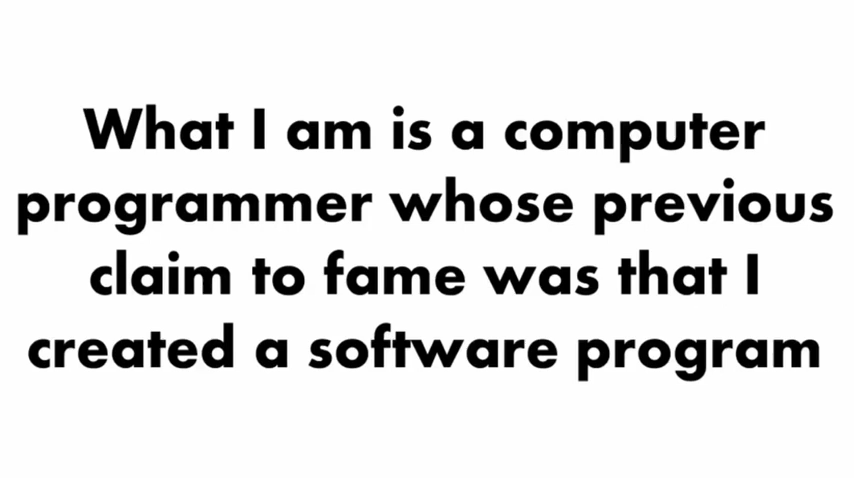 What I am is a computer
programmer whose previous
claim to fame was that I
created a software program